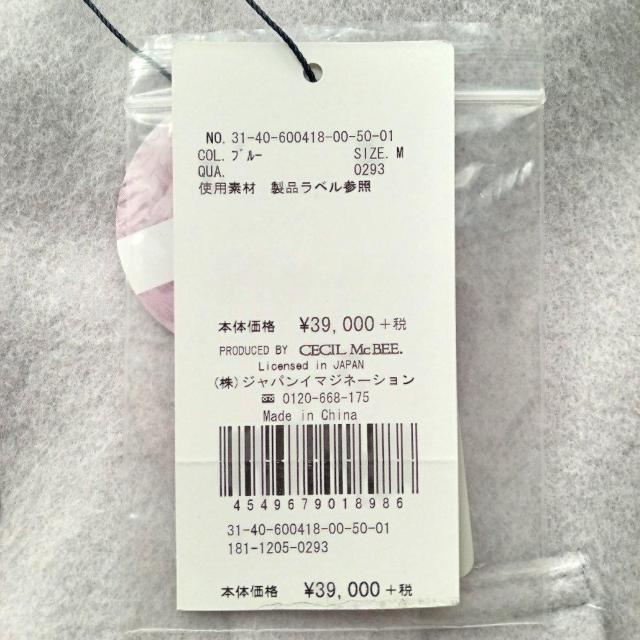 NO. 31-40-600418-00-50-01
COL. ブルー SIZE. M
QUA. 0293
使用素材 製品ラベル参照
本体価格 ¥39,000+税
PRODUCED BY CECIL McBEE.
Licensed in JAPAN
(株)ジャパンイマジネーション
☎ 0120-668-175
Made in China
4549679018986
31-40-600418-00-50-01
181-1205-0293
本体価格 ¥39,000+税